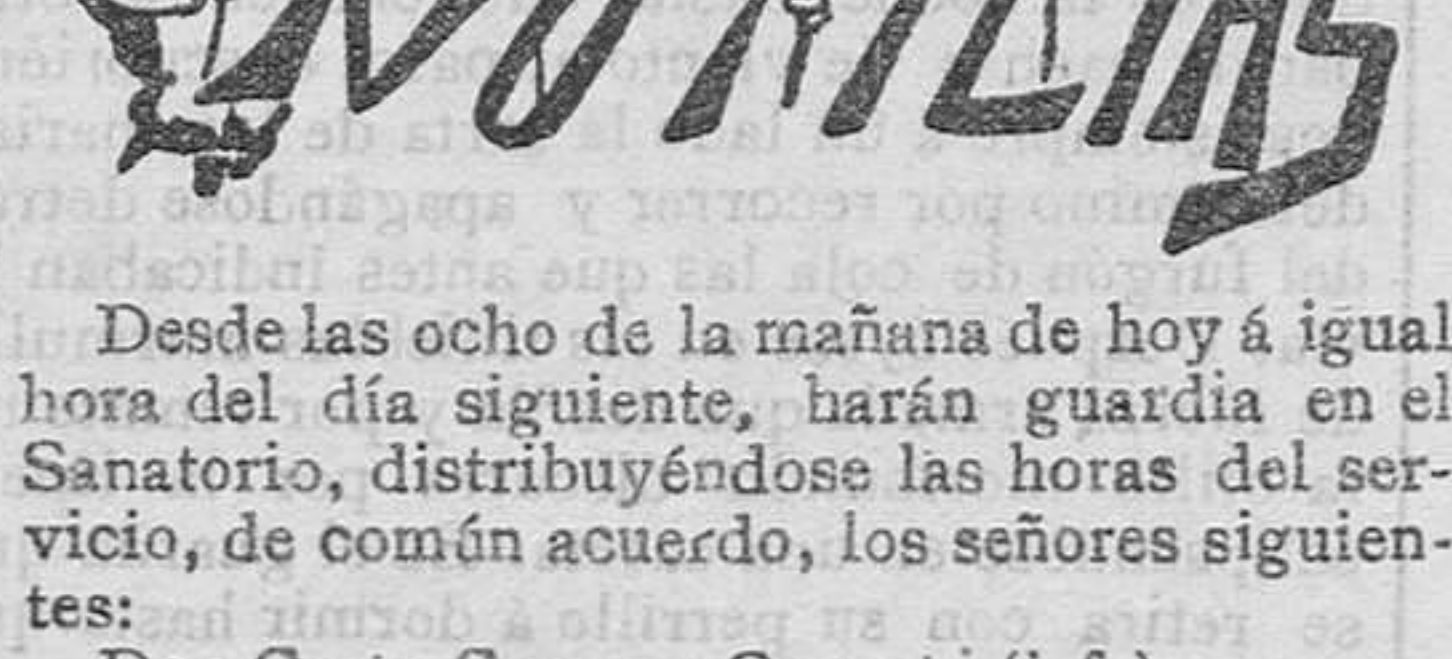 NOTICIAS
Desde las ocho de la mañana de hoy á igual
hora del día siguiente, harán guardia en el
Sanatorio, distribuyéndose las horas del ser-
vicio, de común acuerdo, los señores siguien-
tes: